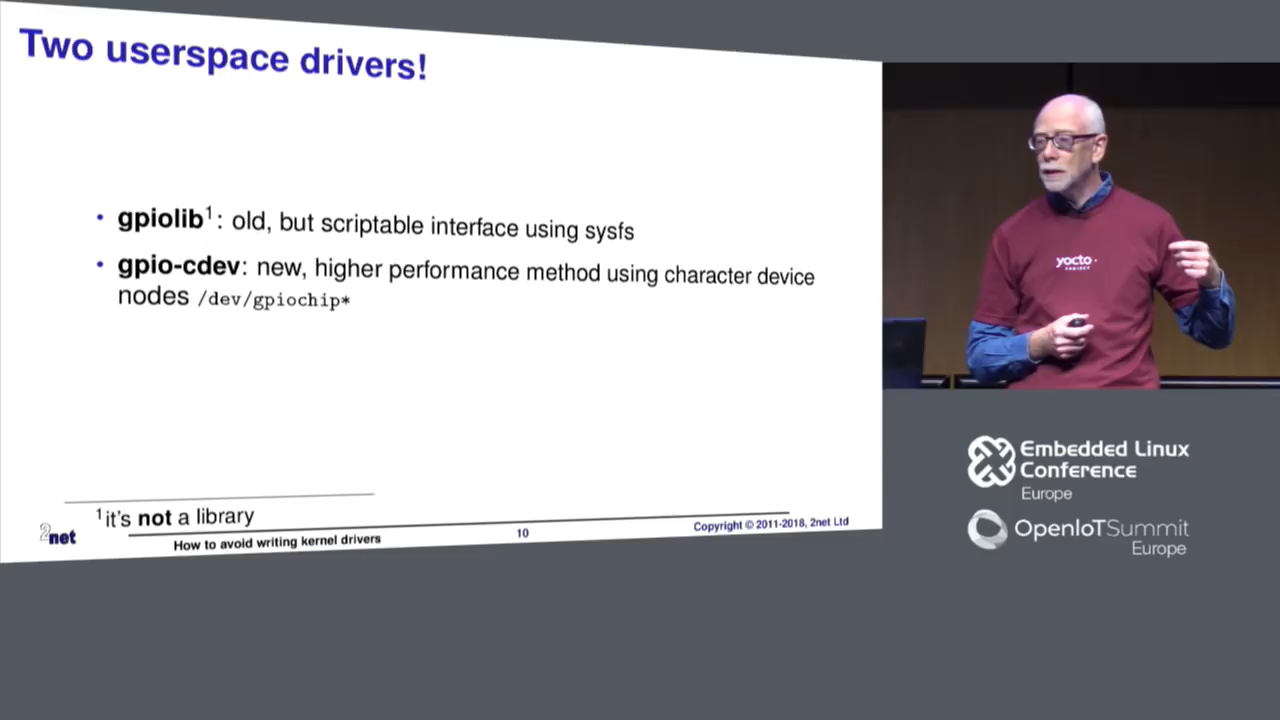 Two userspace drivers!
• gpiolib¹: old, but scriptable interface using sysfs
• gpio-cdev: new, higher performance method using character device
nodes /dev/gpiochip*
¹it's not a library
2net
How to avoid writing kernel drivers
10
Copyright © 2011-2018, 2net Ltd
yocto·
PROJECT
Embedded Linux
Conference
Europe
OpenIoTSummit
Europe